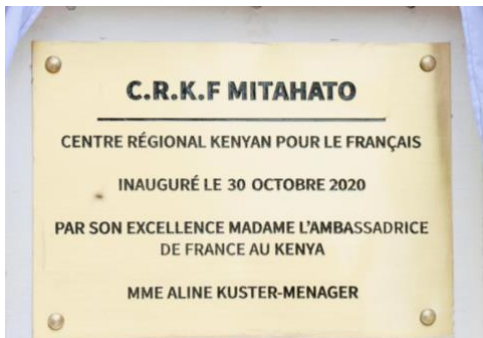 C.R.K.F MITAHATO
CENTRE RÉGIONAL KENYAN POUR LE FRANÇAIS
INAUGURÉ LE 30 OCTOBRE 2020
PAR SON EXCELLENCE MADAME L'AMBASSADRICE
DE FRANCE AU KENYA
MME ALINE KUSTER-MENAGER